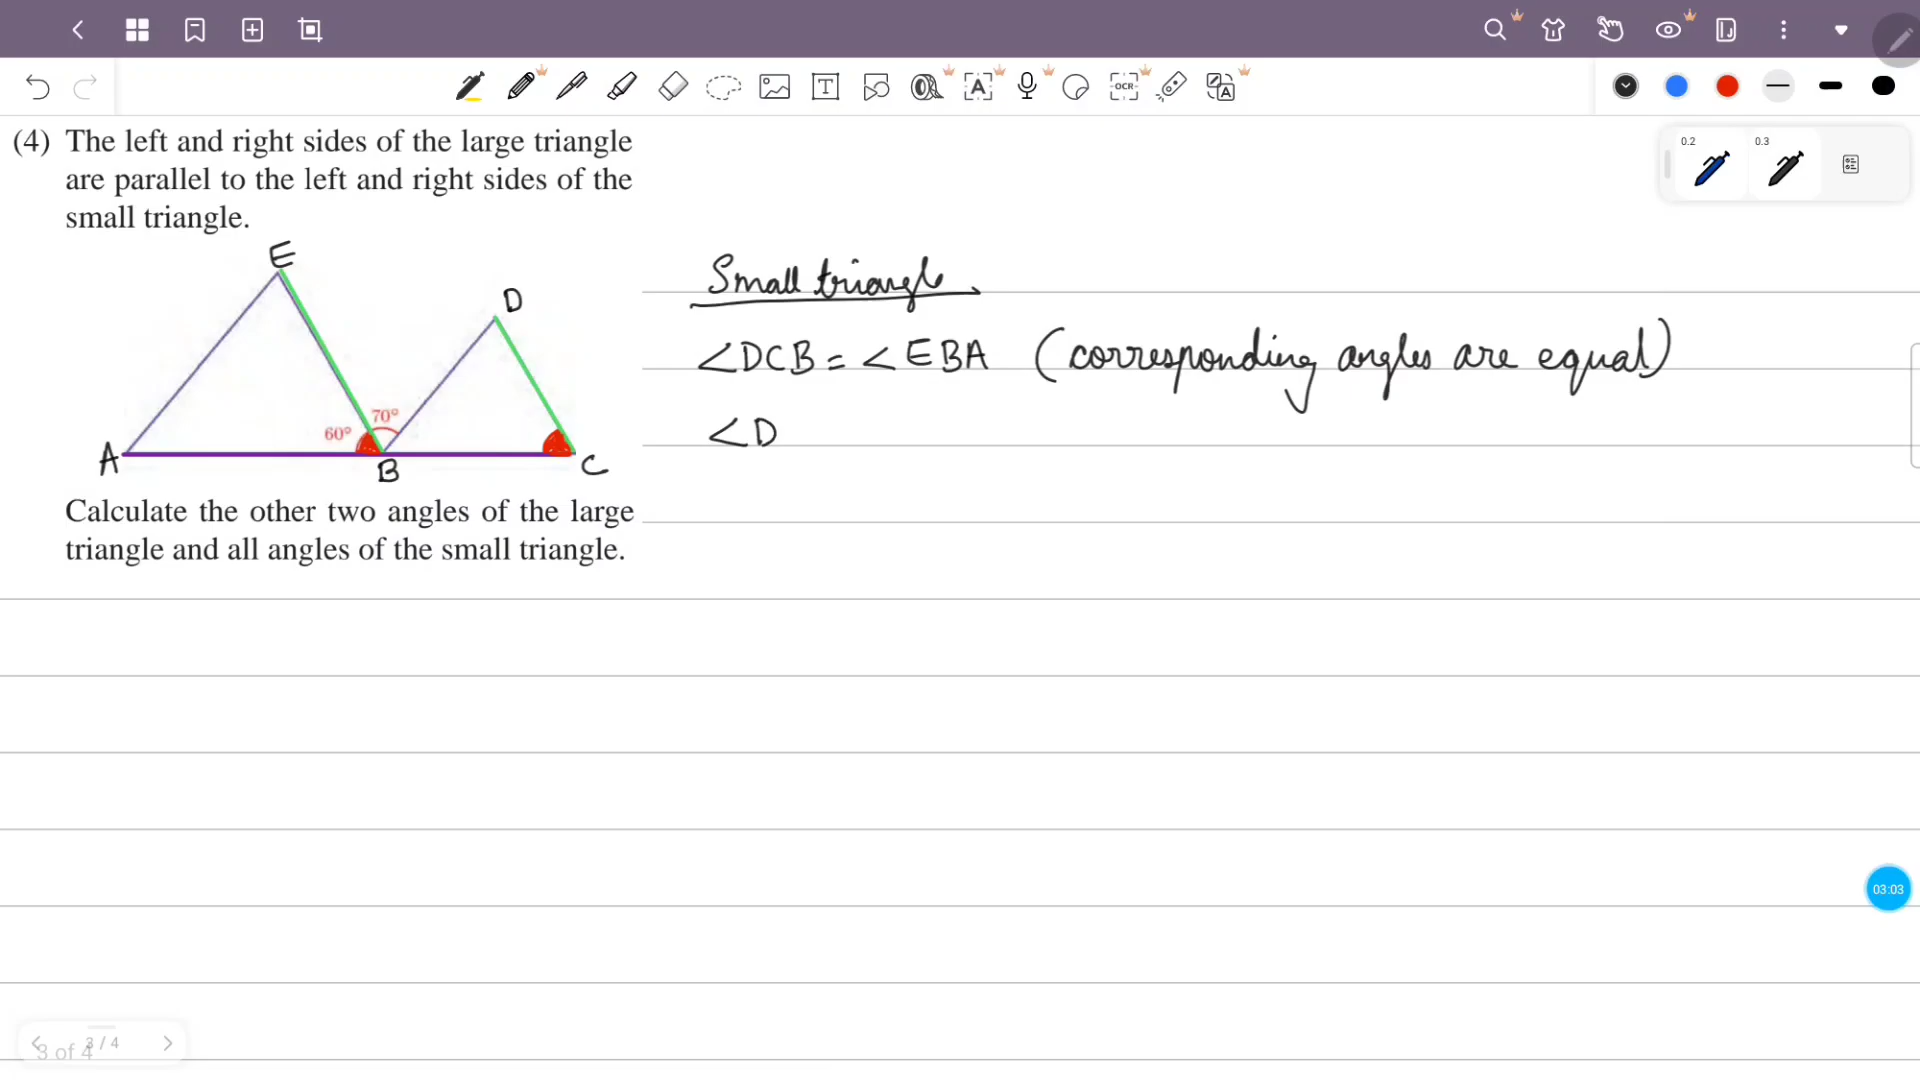 0.2
0.3
OCR
(4) The left and right sides of the large triangle
are parallel to the left and right sides of the
small triangle.
E
D
70°
60°
A
B
C
Calculate the other two angles of the large
triangle and all angles of the small triangle.
Small triangle
∠DCB = ∠EBA (corresponding angles are equal)
∠D
03:03
3 / 4
3 of 4